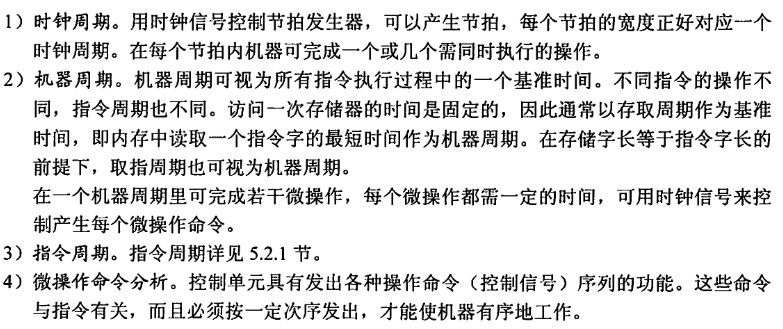 1）时钟周期。用时钟信号控制节拍发生器，可以产生节拍，每个节拍的宽度正好对应一个
时钟周期。在每个节拍内机器可完成一个或几个需同时执行的操作。
2）机器周期。机器周期可视为所有指令执行过程中的一个基准时间。不同指令的操作不
同，指令周期也不同。访问一次存储器的时间是固定的，因此通常以存取周期作为基准
时间，即内存中读取一个指令字的最短时间作为机器周期。在存储字长等于指令字长的
前提下，取指周期也可视为机器周期。
在一个机器周期里可完成若干微操作，每个微操作都需一定的时间，可用时钟信号来控
制产生每个微操作命令。
3）指令周期。指令周期详见 5.2.1 节。
4）微操作命令分析。控制单元具有发出各种操作命令（控制信号）序列的功能。这些命令
与指令有关，而且必须按一定次序发出，才能使机器有序地工作。